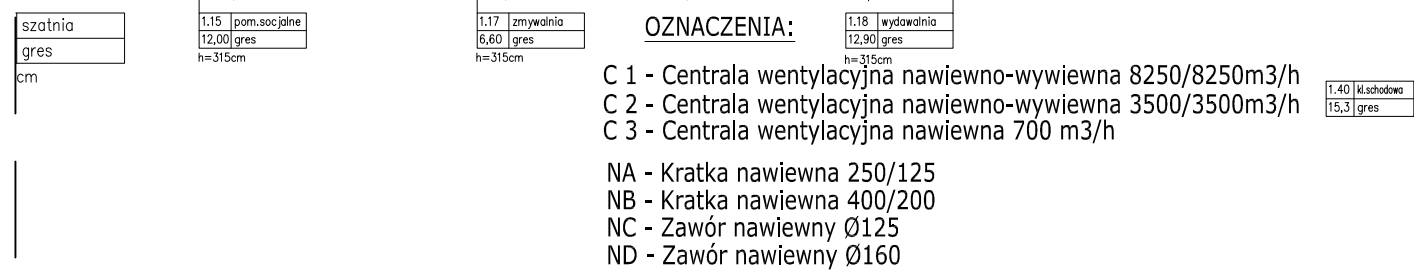 szatnia
gres
cm
1.15 pom.socjalne
12,00 gres
h=315cm
1.17 zmywalnia
6,60 gres
h=315cm
OZNACZENIA:
1.18 wydawalnia
12,90 gres
h=315cm
C 1 - Centrala wentylacyjna nawiewno-wywiewna 8250/8250m3/h
C 2 - Centrala wentylacyjna nawiewno-wywiewna 3500/3500m3/h
C 3 - Centrala wentylacyjna nawiewna 700 m3/h
1.40 kl.schodowa
15,3 gres
NA - Kratka nawiewna 250/125
NB - Kratka nawiewna 400/200
NC - Zawór nawiewny Ø125
ND - Zawór nawiewny Ø160